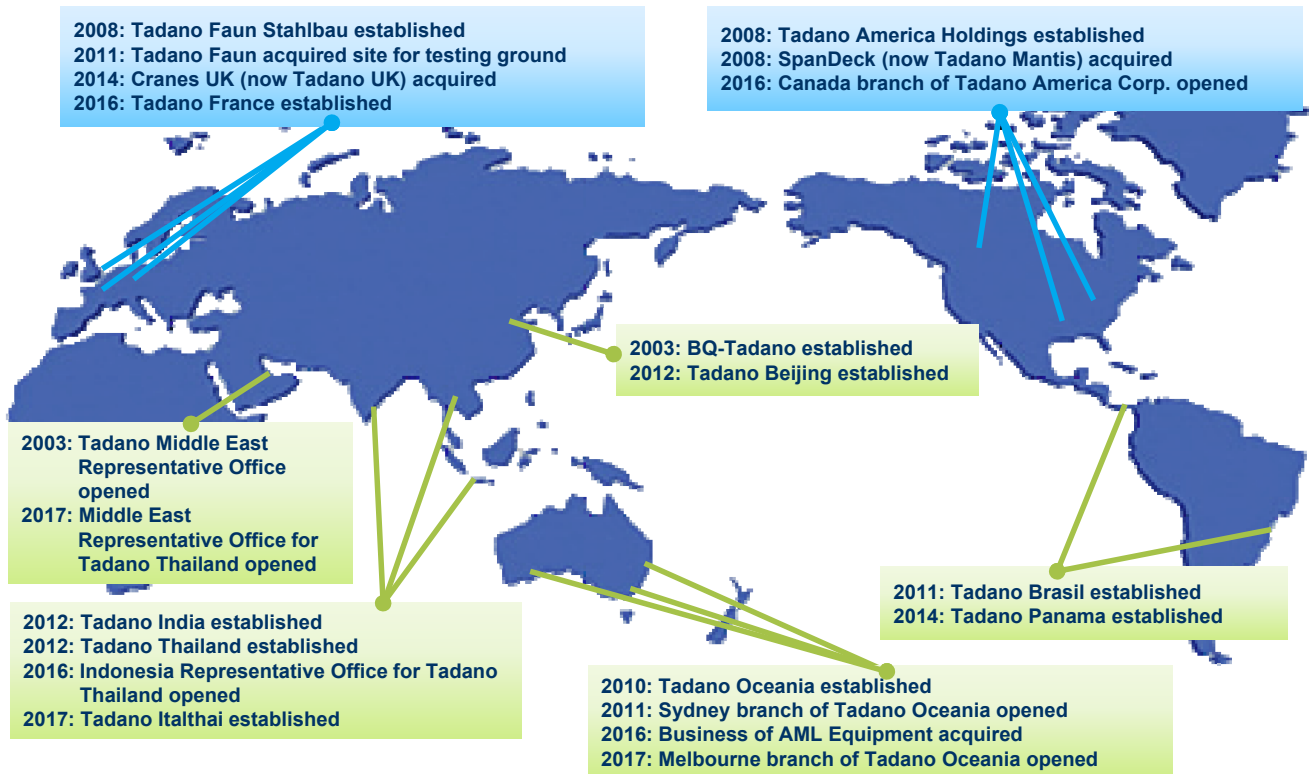 2008: Tadano Faun Stahlbau established
2011: Tadano Faun acquired site for testing ground
2014: Cranes UK (now Tadano UK) acquired
2016: Tadano France established
2008: Tadano America Holdings established
2008: SpanDeck (now Tadano Mantis) acquired
2016: Canada branch of Tadano America Corp. opened
2003: BQ-Tadano established
2012: Tadano Beijing established
2003: Tadano Middle East
Representative Office
opened
2017: Middle East
Representative Office for
Tadano Thailand opened
2011: Tadano Brasil established
2014: Tadano Panama established
2012: Tadano India established
2012: Tadano Thailand established
2016: Indonesia Representative Office for Tadano
Thailand opened
2017: Tadano Italthai established
2010: Tadano Oceania established
2011: Sydney branch of Tadano Oceania opened
2016: Business of AML Equipment acquired
2017: Melbourne branch of Tadano Oceania opened